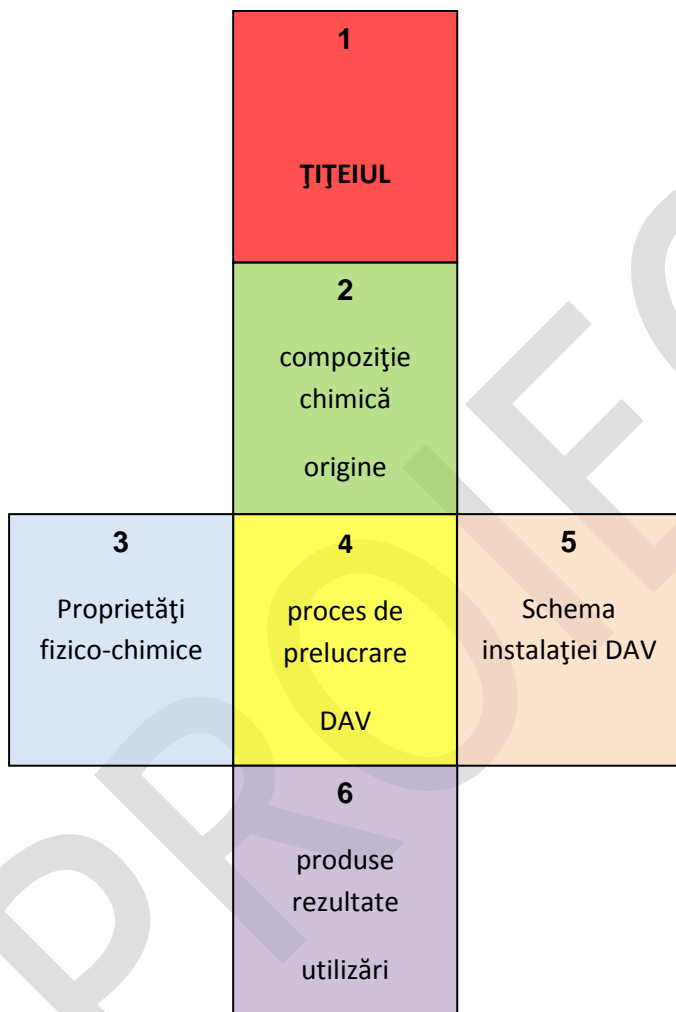 1
ŢIŢEIUL
2
compoziţie
chimică
origine
3
Proprietăţi
fizico-chimice
4
proces de
prelucrare
DAV
5
Schema
instalaţiei DAV
6
produse
rezultate
utilizări
PROIEC